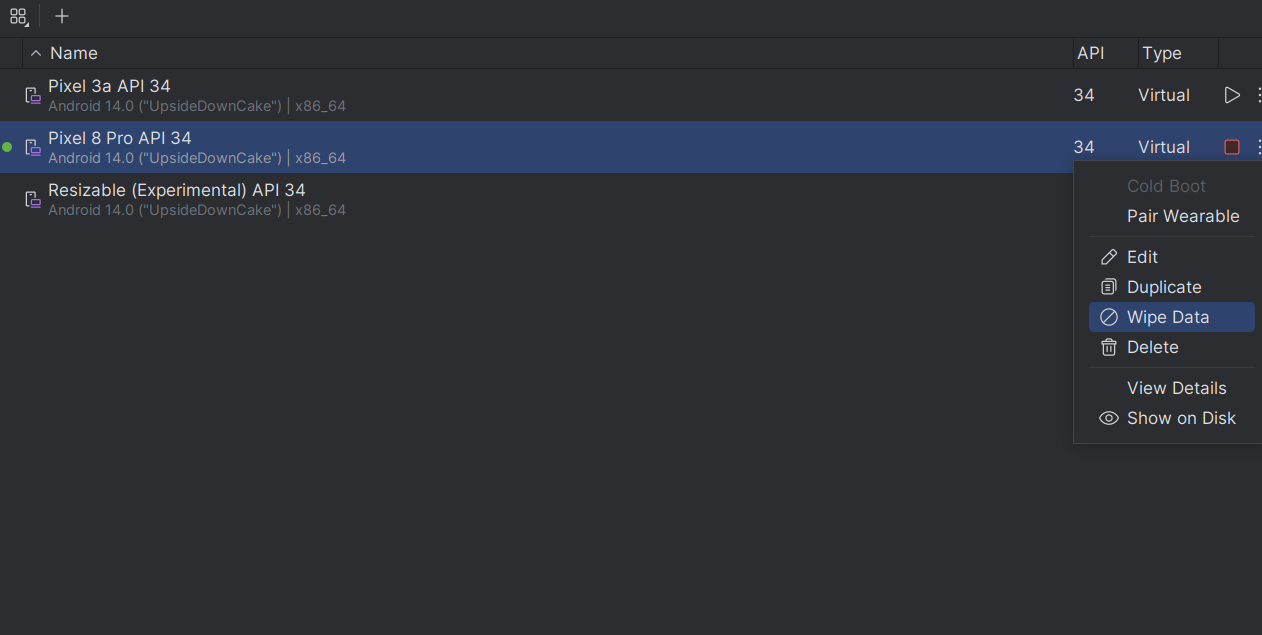 Name API Type
Pixel 3a API 34
Android 14.0 ("UpsideDownCake") | x86_64
34 Virtual
Pixel 8 Pro API 34
Android 14.0 ("UpsideDownCake") | x86_64
34 Virtual
Resizable (Experimental) API 34
Android 14.0 ("UpsideDownCake") | x86_64
Cold Boot
Pair Wearable
Edit
Duplicate
Wipe Data
Delete
View Details
Show on Disk